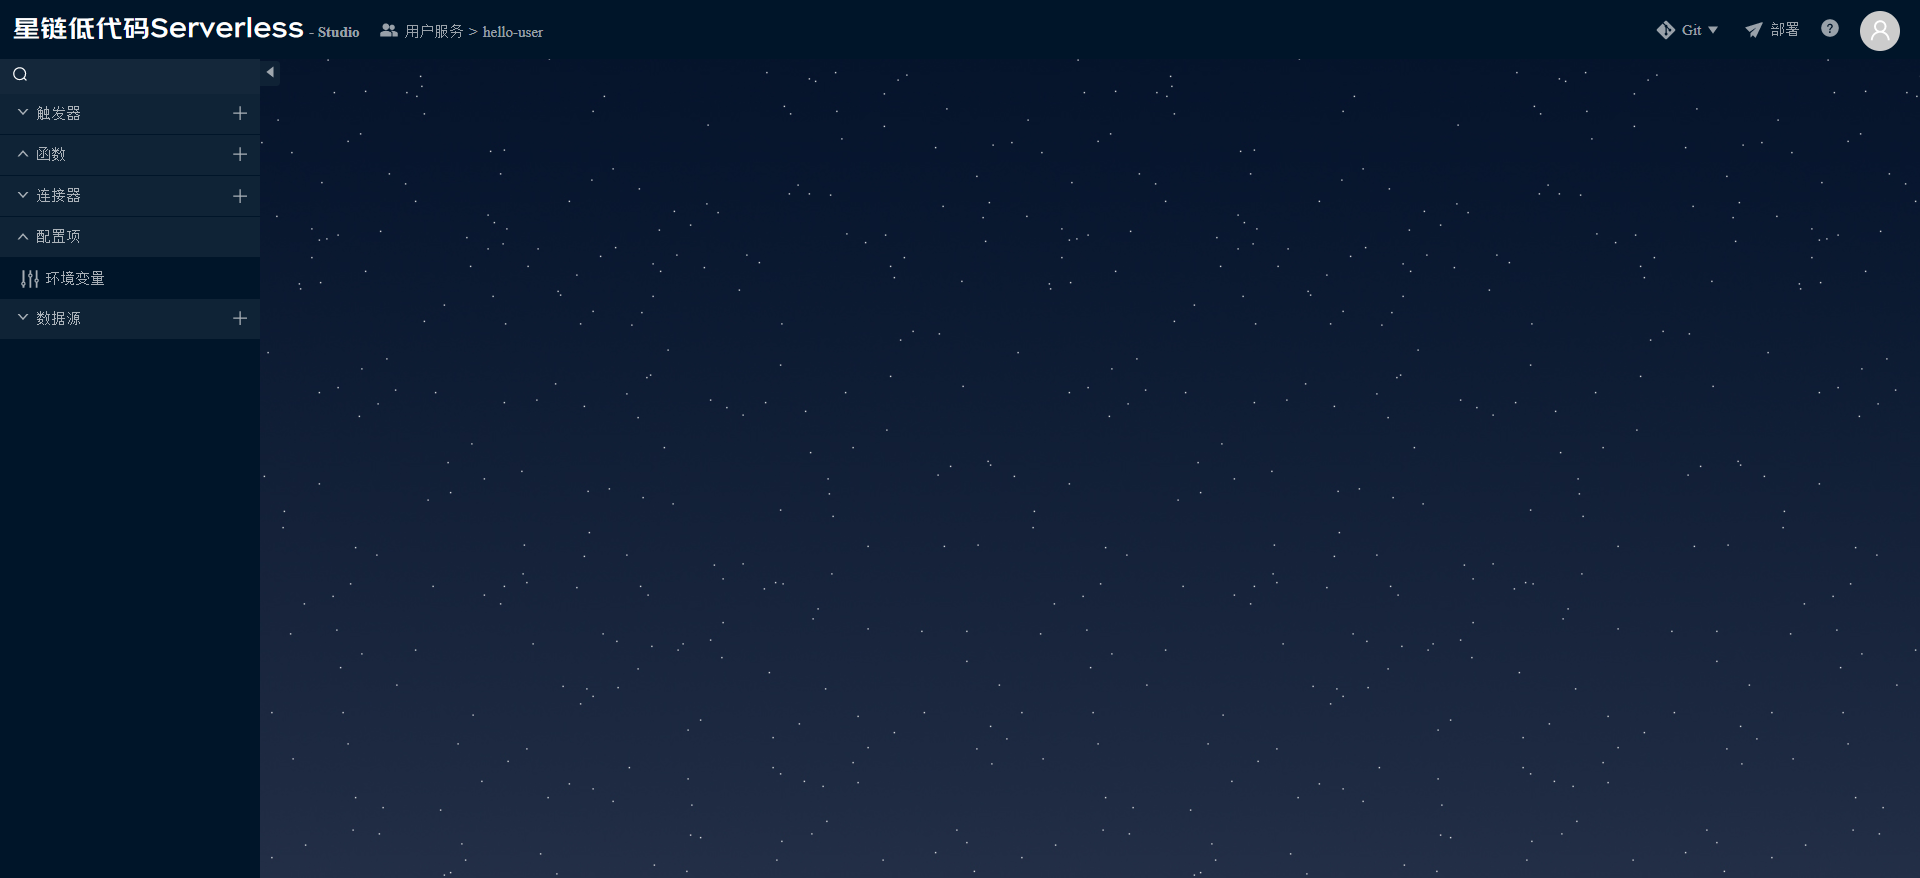 星链低代码Serverless - Studio 用户服务 > hello-user Git 部署 ?
触发器
函数
连接器
配置项
环境变量
数据源